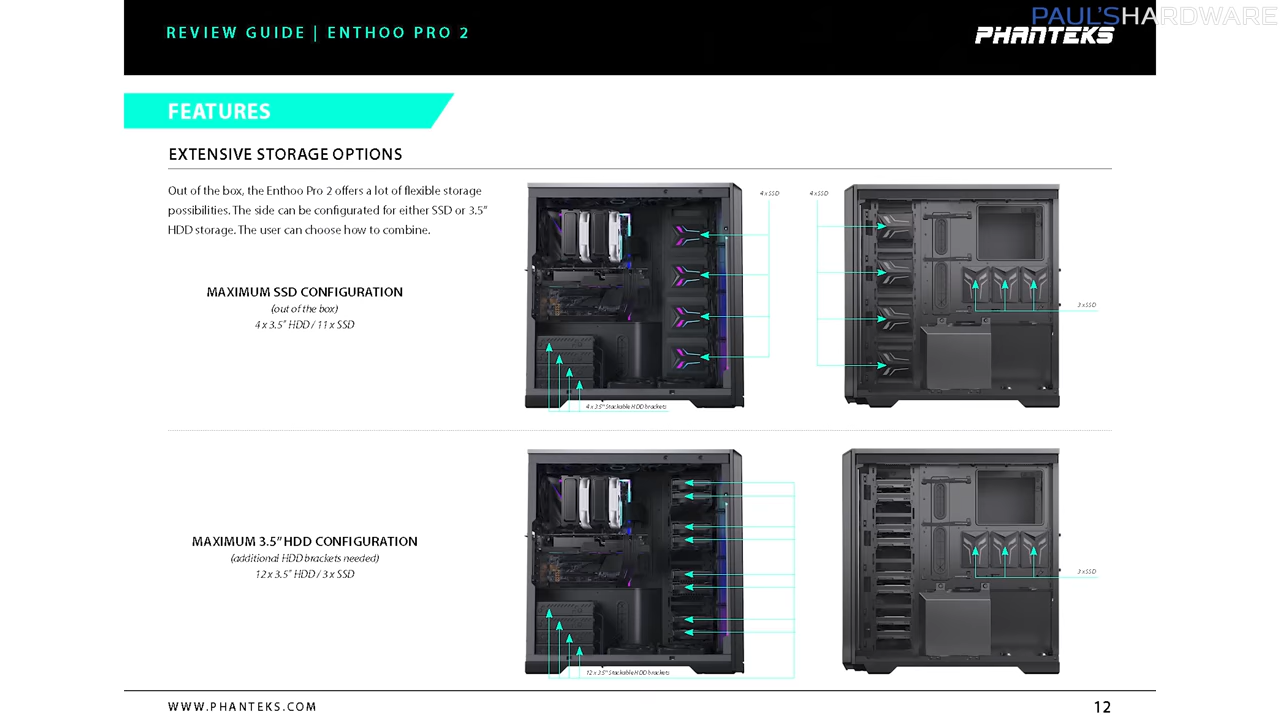 PAUL'SHARDWARE
REVIEW GUIDE | ENTHOO PRO 2
PHANTEKS
FEATURES
EXTENSIVE STORAGE OPTIONS
Out of the box, the Enthoo Pro 2 offers a lot of flexible storage
possibilities. The side can be configurated for either SSD or 3.5"
HDD storage. The user can choose how to combine.
MAXIMUM SSD CONFIGURATION
(out of the box)
4 x 3.5" HDD / 11 x SSD
4 x SSD
4 x SSD
3 x SSD
4 x 3.5" Stackable HDD brackets
MAXIMUM 3.5" HDD CONFIGURATION
(additional HDD brackets needed)
12 x 3.5" HDD / 3 x SSD
3 x SSD
12 x 3.5" Stackable HDD brackets
WWW.PHANTEKS.COM
12